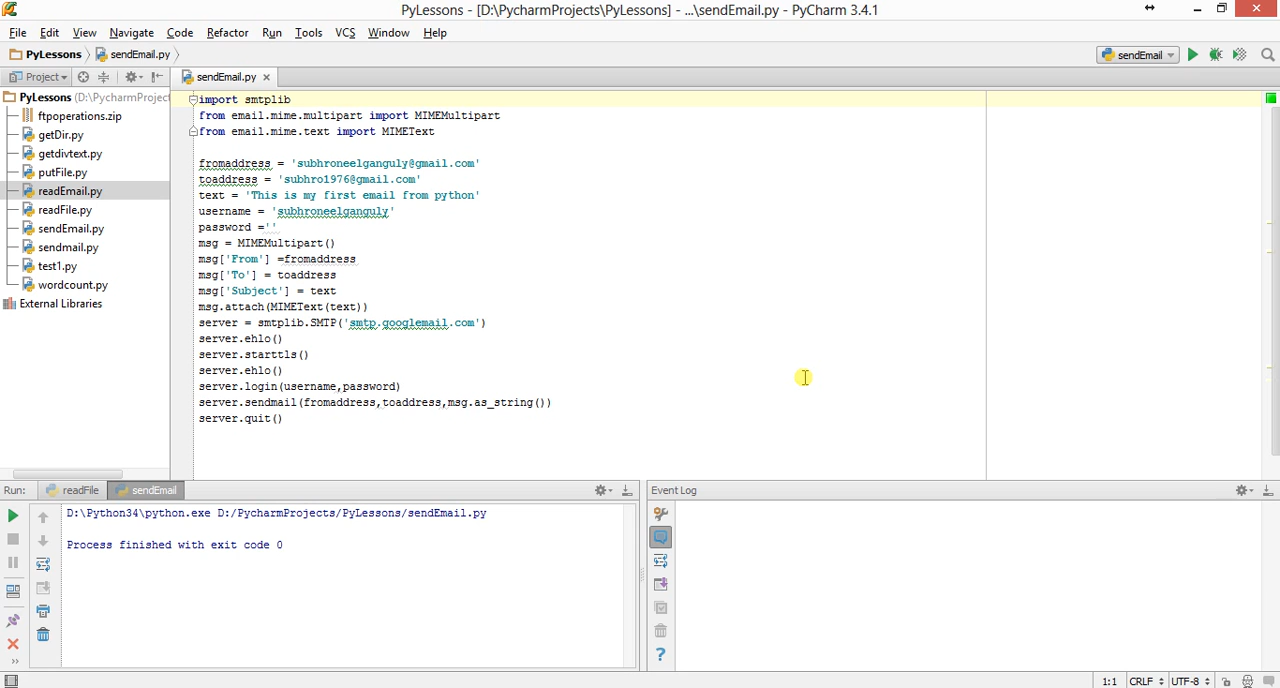 PyLessons - [D:\PycharmProjects\PyLessons] - ...\sendEmail.py - PyCharm 3.4.1
File Edit View Navigate Code Refactor Run Tools VCS Window Help
PyLessons sendEmail.py sendEmail
Project sendEmail.py
PyLessons (D:\PycharmProject
ftpoperations.zip
getDir.py
getdivtext.py
putFile.py
readEmail.py
readFile.py
sendEmail.py
sendmail.py
test1.py
wordcount.py
External Libraries
import smtplib
from email.mime.multipart import MIMEMultipart
from email.mime.text import MIMEText
fromaddress = 'subhroneelganguly@gmail.com'
toaddress = 'subhro1976@gmail.com'
text = 'This is my first email from python'
username = 'subhroneelganguly'
password =''
msg = MIMEMultipart()
msg['From'] =fromaddress
msg['To'] = toaddress
msg['Subject'] = text
msg.attach(MIMEText(text))
server = smtplib.SMTP('smtp.googlemail.com')
server.ehlo()
server.starttls()
server.ehlo()
server.login(username,password)
server.sendmail(fromaddress,toaddress,msg.as_string())
server.quit()
Run: readFile sendEmail
D:\Python34\python.exe D:/PycharmProjects/PyLessons/sendEmail.py
Process finished with exit code 0
Event Log
1:1 CRLF UTF-8